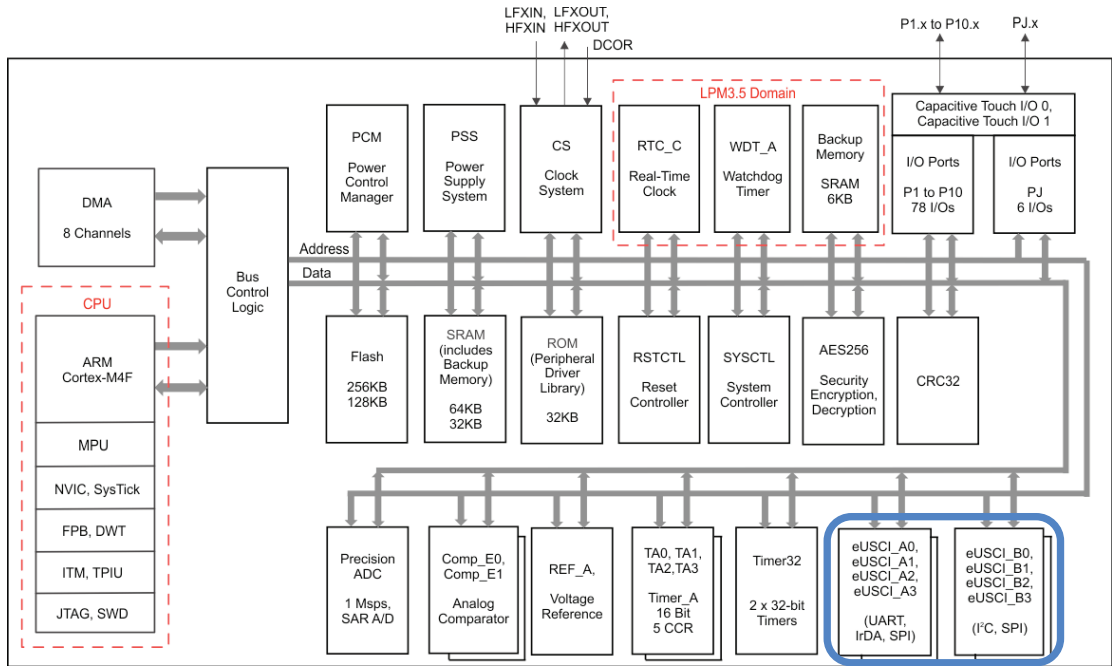 LFXIN,
HFXIN
LFXOUT,
HFXOUT
DCOR
P1.x to P10.x
PJ.x
LPM3.5 Domain
Capacitive Touch I/O 0,
Capacitive Touch I/O 1
PCM
Power
Control
Manager
PSS
Power
Supply
System
CS
Clock
System
RTC_C
Real-Time
Clock
WDT_A
Watchdog
Timer
Backup
Memory
SRAM
6KB
I/O Ports
P1 to P10
78 I/Os
I/O Ports
PJ
6 I/Os
DMA
8 Channels
Bus
Control
Logic
Address
Data
CPU
ARM
Cortex-M4F
MPU
NVIC, SysTick
FPB, DWT
ITM, TPIU
JTAG, SWD
Flash
256KB
128KB
SRAM
(includes
Backup
Memory)
64KB
32KB
ROM
(Peripheral
Driver
Library)
32KB
RSTCTL
Reset
Controller
SYSCTL
System
Controller
AES256
Security
Encryption,
Decryption
CRC32
Precision
ADC
1 Msps,
SAR A/D
Comp_E0,
Comp_E1
Analog
Comparator
REF_A,
Voltage
Reference
TA0, TA1,
TA2,TA3
Timer_A
16 Bit
5 CCR
Timer32
2 x 32-bit
Timers
eUSCI_A0,
eUSCI_A1,
eUSCI_A2,
eUSCI_A3
(UART,
IrDA, SPI)
eUSCI_B0,
eUSCI_B1,
eUSCI_B2,
eUSCI_B3
(I²C, SPI)